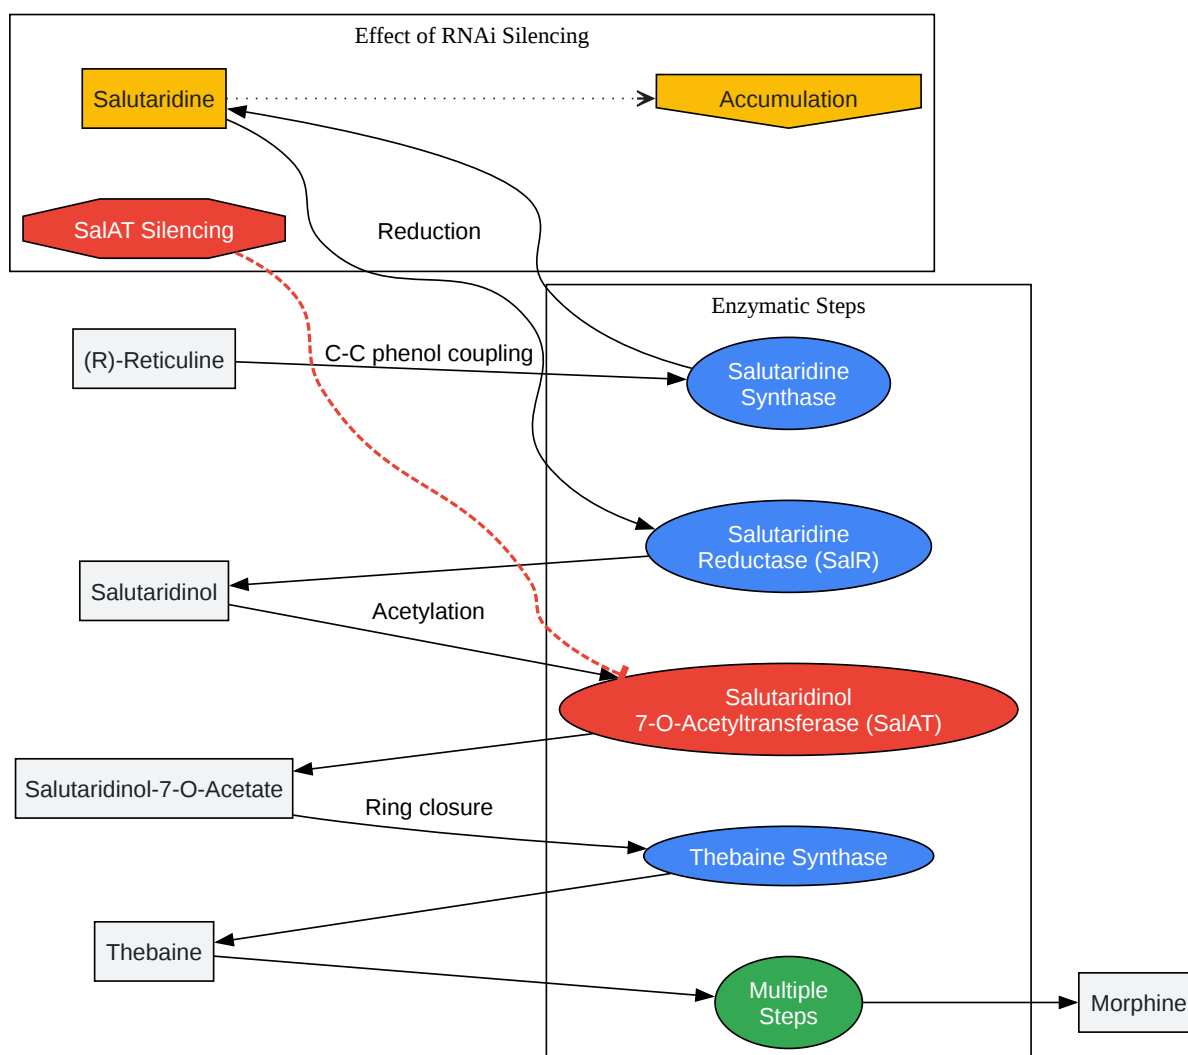 Effect of RNAi Silencing
Salutaridine
Accumulation
SalAT Silencing
Reduction
Enzymatic Steps
(R)-Reticuline
C-C phenol coupling
Salutaridine
Synthase
Salutaridine
Reductase (SalR)
Salutaridinol
Acetylation
Salutaridinol
7-O-Acetyltransferase (SalAT)
Salutaridinol-7-O-Acetate
Ring closure
Thebaine Synthase
Thebaine
Multiple
Steps
Morphine